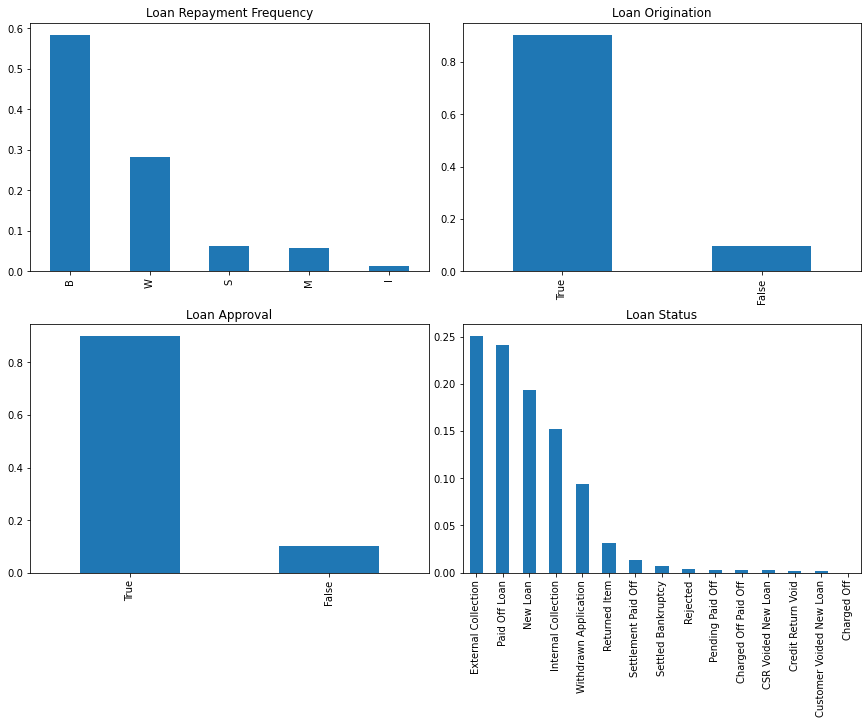 Loan Repayment Frequency
0.6
0.5
0.4
0.3
0.2
0.1
0.0
B
W
S
M
I
Loan Origination
0.8
0.6
0.4
0.2
0.0
True
False
Loan Approval
0.8
0.6
0.4
0.2
0.0
True
False
Loan Status
0.25
0.20
0.15
0.10
0.05
0.00
External Collection
Paid Off Loan
New Loan
Internal Collection
Withdrawn Application
Returned Item
Settlement Paid Off
Settled Bankruptcy
Rejected
Pending Paid Off
Charged Off Paid Off
CSR Voided New Loan
Credit Return Void
Customer Voided New Loan
Charged Off